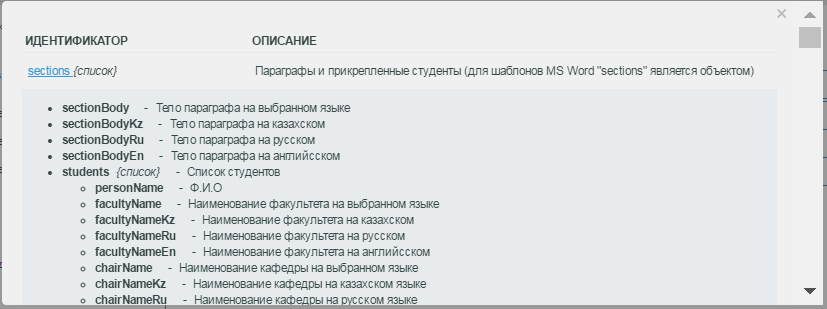 ×
ИДЕНТИФИКАТОР ОПИСАНИЕ
sections {список} Параграфы и прикрепленные студенты (для шаблонов MS Word "sections" является объектом)
• sectionBody - Тело параграфа на выбранном языке
• sectionBodyKz - Тело параграфа на казахском
• sectionBodyRu - Тело параграфа на русском
• sectionBodyEn - Тело параграфа на английсском
• students {список} - Список студентов
◦ personName - Ф.И.О
◦ facultyName - Наименование факультета на выбранном языке
◦ facultyNameKz - Наименование факультета на казахском
◦ facultyNameRu - Наименование факультета на русском
◦ facultyNameEn - Наименование факультета на английсском
◦ chairName - Наименование кафедры на выбранном языке
◦ chairNameKz - Наименование кафедры на казахском языке
◦ chairNameRu - Наименование кафедры на русском языке